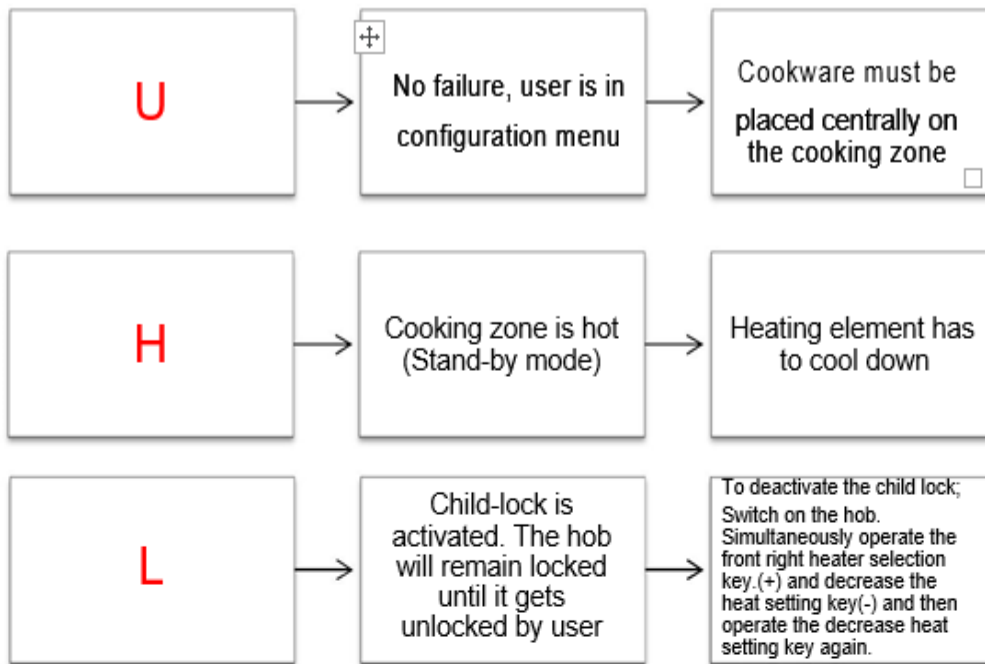 U
No failure, user is in
configuration menu
Cookware must be
placed centrally on
the cooking zone
H
Cooking zone is hot
(Stand-by mode)
Heating element has
to cool down
L
Child-lock is
activated. The hob
will remain locked
until it gets
unlocked by user
To deactivate the child lock;
Switch on the hob.
Simultaneously operate the
front right heater selection
key.(+) and decrease the
heat setting key(-) and then
operate the decrease heat
setting key again.